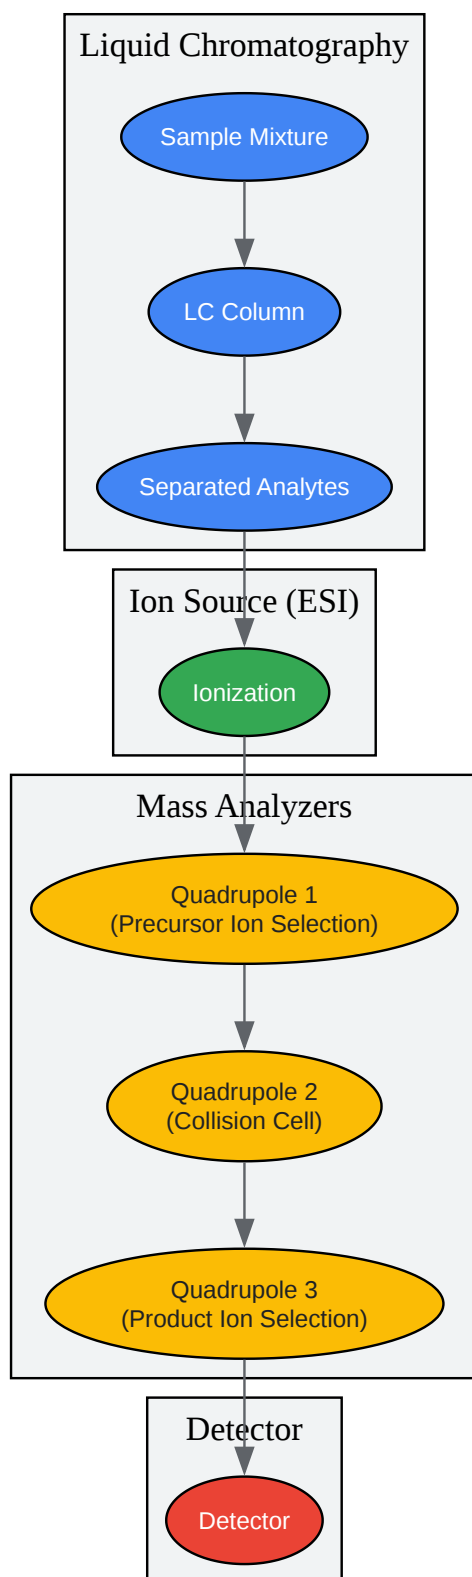 Liquid Chromatography
Sample Mixture
LC Column
Separated Analytes
Ion Source (ESI)
Ionization
Mass Analyzers
Quadrupole 1
(Precursor Ion Selection)
Quadrupole 2
(Collision Cell)
Quadrupole 3
(Product Ion Selection)
Detector
Detector